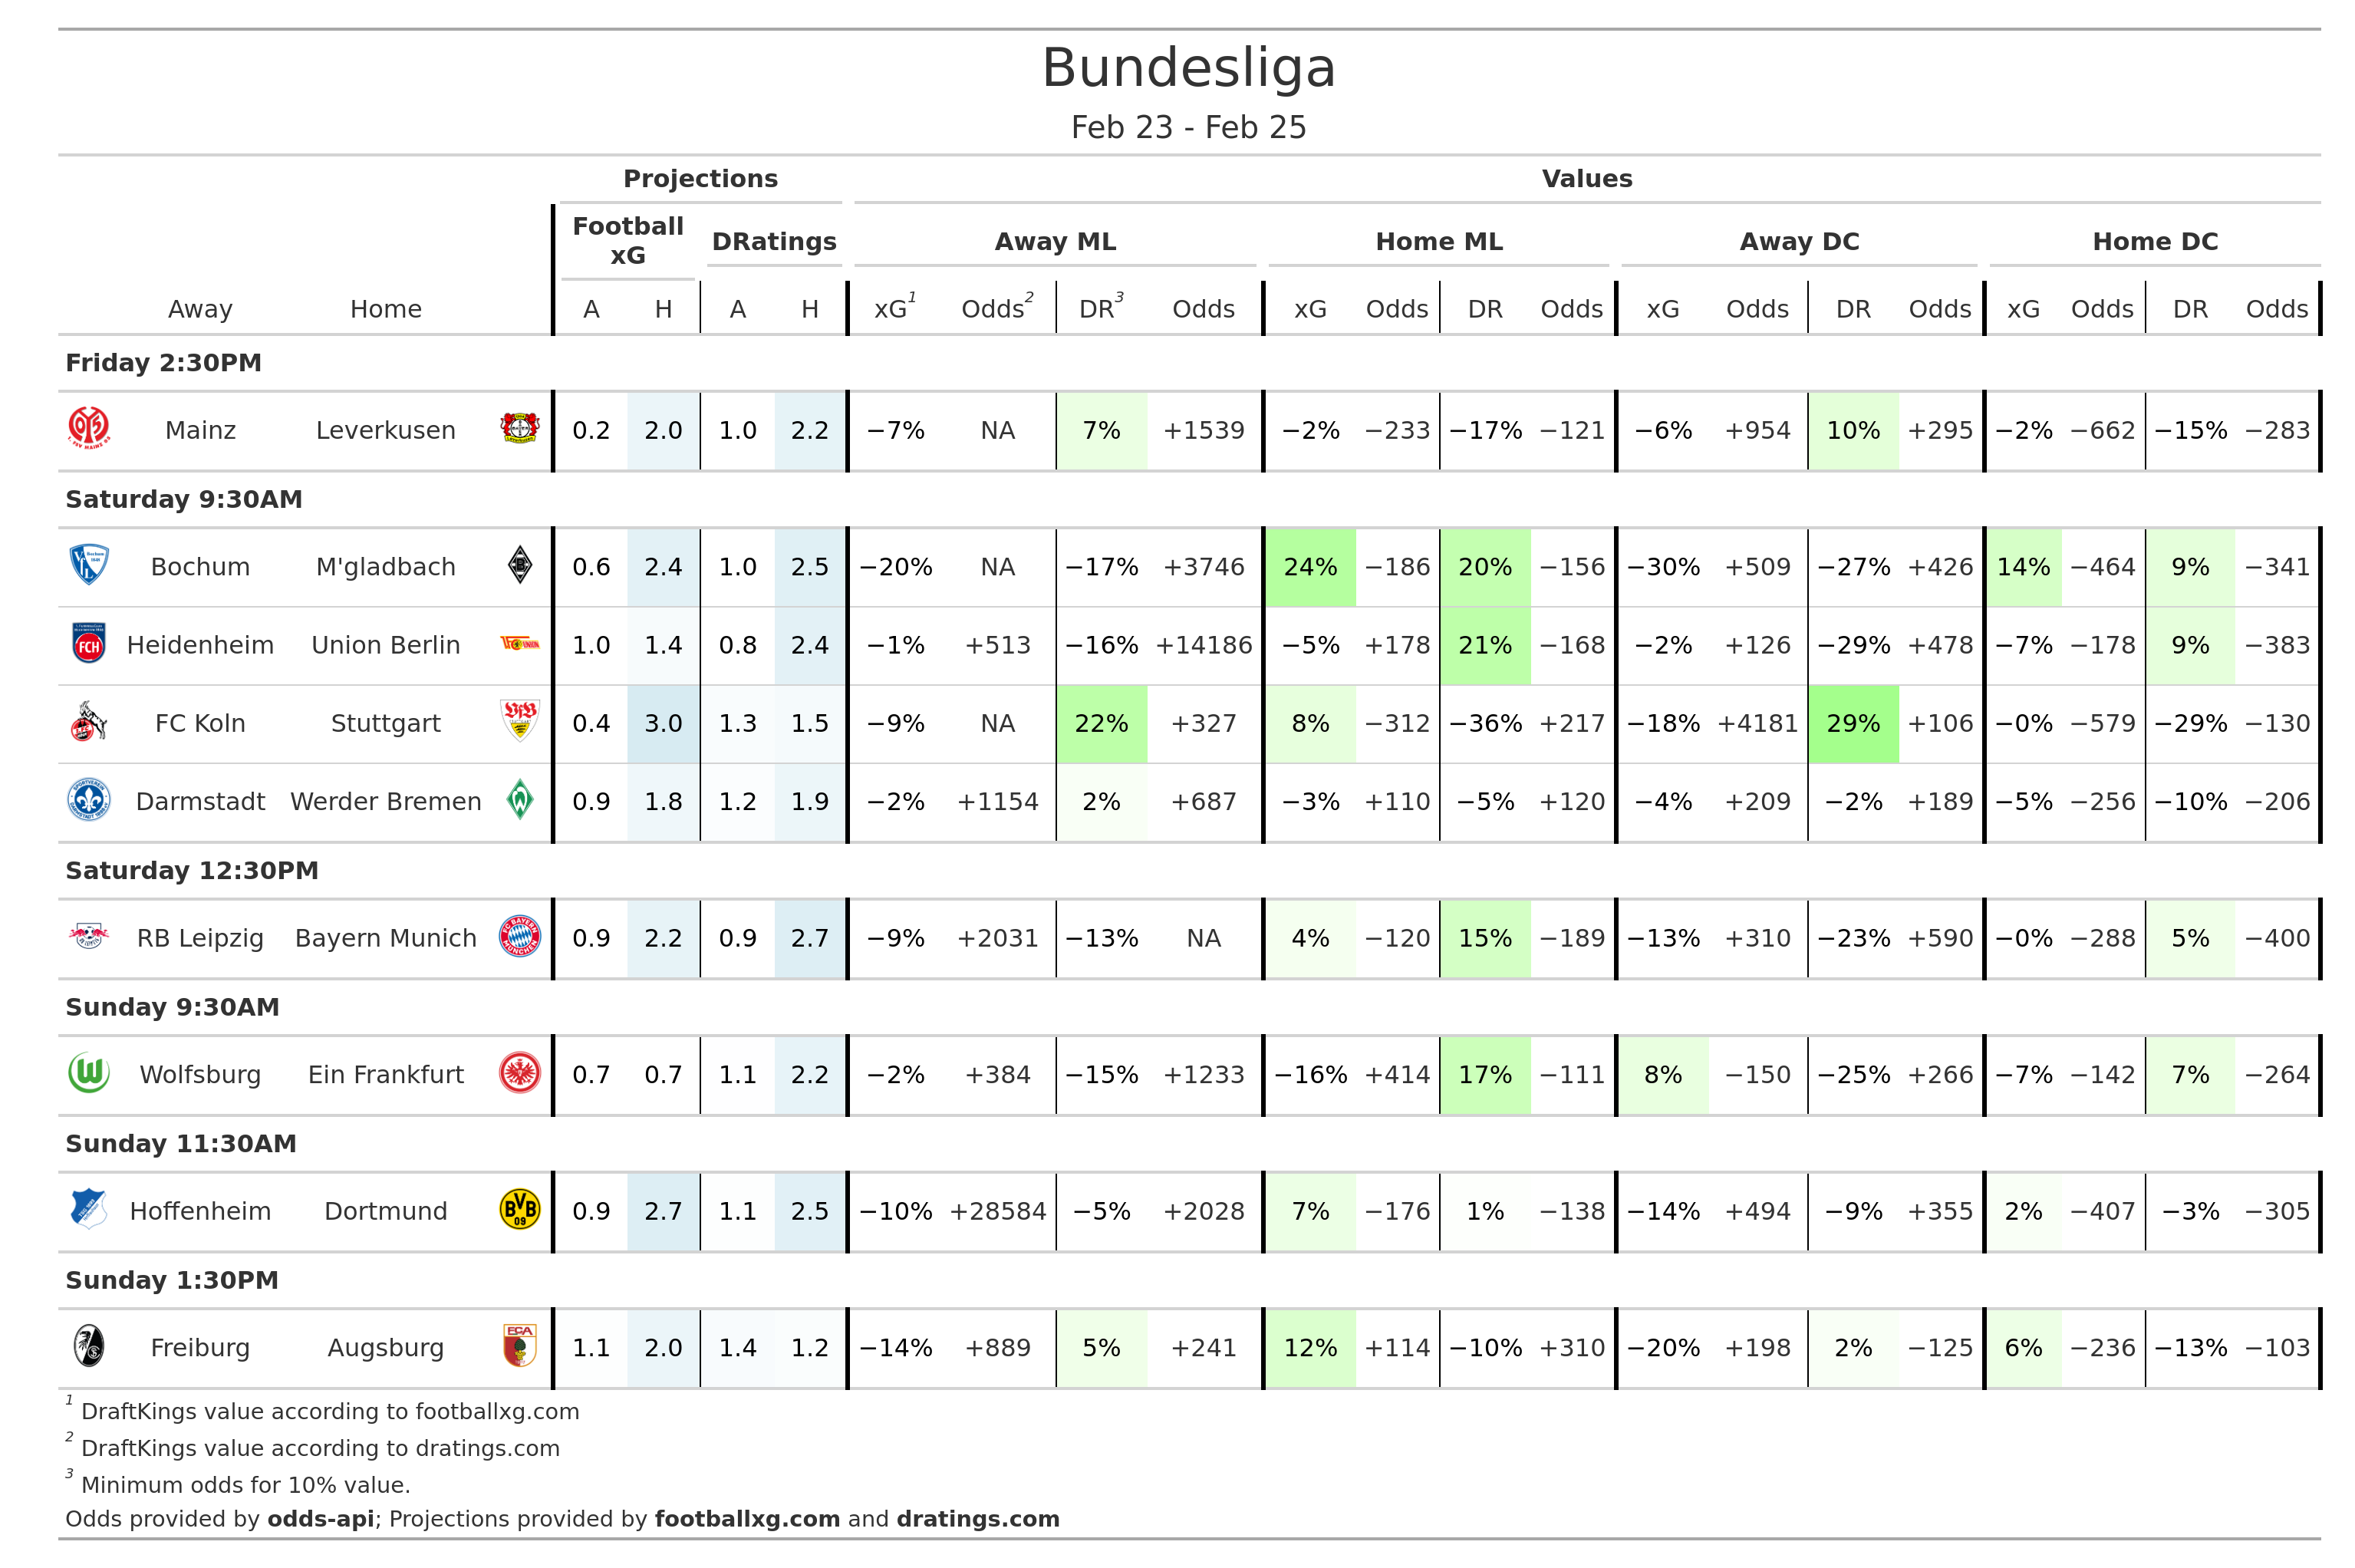 Bundesliga
Feb 23 - Feb 25
Projections Values
Football xG DRatings Away ML Home ML Away DC Home DC
Away Home A H A H xG1 Odds2 DR3 Odds xG Odds DR Odds xG Odds DR Odds xG Odds DR Odds
Friday 2:30PM
Mainz Leverkusen 0.2 2.0 1.0 2.2 −7% NA 7% +1539 −2% −233 −17% −121 −6% +954 10% +295 −2% −662 −15% −283
Saturday 9:30AM
Bochum M'gladbach 0.6 2.4 1.0 2.5 −20% NA −17% +3746 24% −186 20% −156 −30% +509 −27% +426 14% −464 9% −341
Heidenheim Union Berlin 1.0 1.4 0.8 2.4 −1% +513 −16% +14186 −5% +178 21% −168 −2% +126 −29% +478 −7% −178 9% −383
FC Koln Stuttgart 0.4 3.0 1.3 1.5 −9% NA 22% +327 8% −312 −36% +217 −18% +4181 29% +106 −0% −579 −29% −130
Darmstadt Werder Bremen 0.9 1.8 1.2 1.9 −2% +1154 2% +687 −3% +110 −5% +120 −4% +209 −2% +189 −5% −256 −10% −206
Saturday 12:30PM
RB Leipzig Bayern Munich 0.9 2.2 0.9 2.7 −9% +2031 −13% NA 4% −120 15% −189 −13% +310 −23% +590 −0% −288 5% −400
Sunday 9:30AM
Wolfsburg Ein Frankfurt 0.7 0.7 1.1 2.2 −2% +384 −15% +1233 −16% +414 17% −111 8% −150 −25% +266 −7% −142 7% −264
Sunday 11:30AM
Hoffenheim Dortmund 0.9 2.7 1.1 2.5 −10% +28584 −5% +2028 7% −176 1% −138 −14% +494 −9% +355 2% −407 −3% −305
Sunday 1:30PM
Freiburg Augsburg 1.1 2.0 1.4 1.2 −14% +889 5% +241 12% +114 −10% +310 −20% +198 2% −125 6% −236 −13% −103
1 DraftKings value according to footballxg.com
2 DraftKings value according to dratings.com
3 Minimum odds for 10% value.
Odds provided by odds-api; Projections provided by footballxg.com and dratings.com